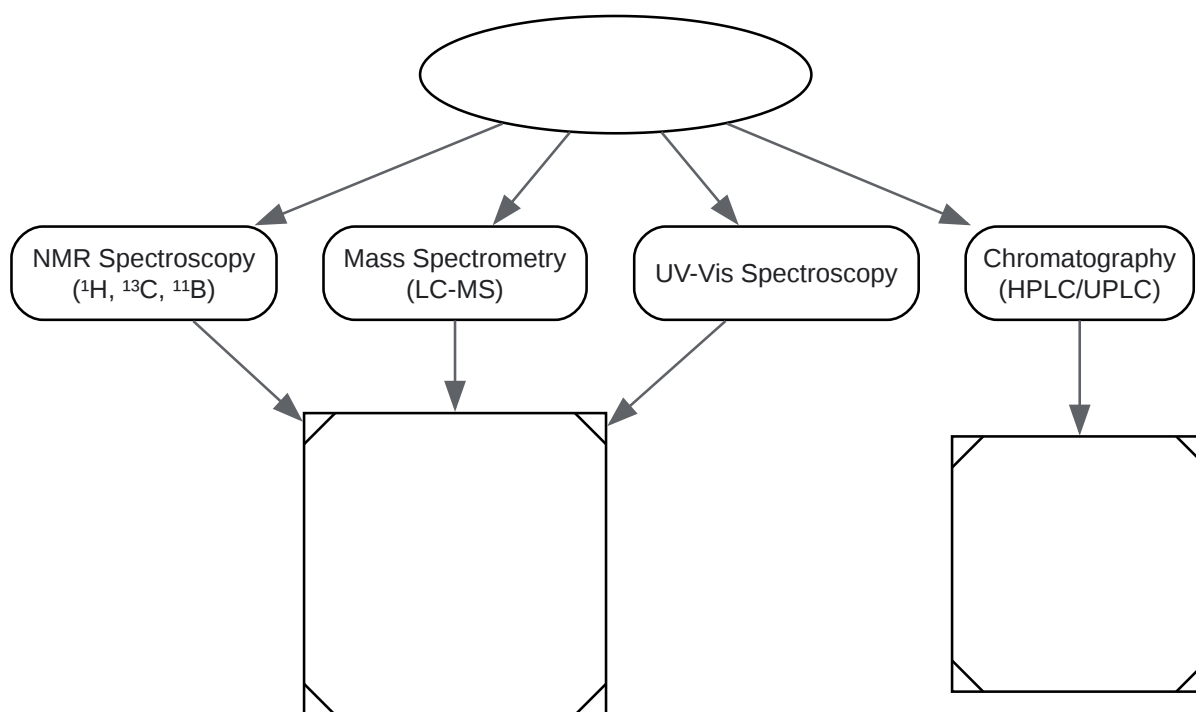 NMR Spectroscopy
(¹H, ¹³C, ¹¹B)
Mass Spectrometry
(LC-MS)
UV-Vis Spectroscopy
Chromatography
(HPLC/UPLC)